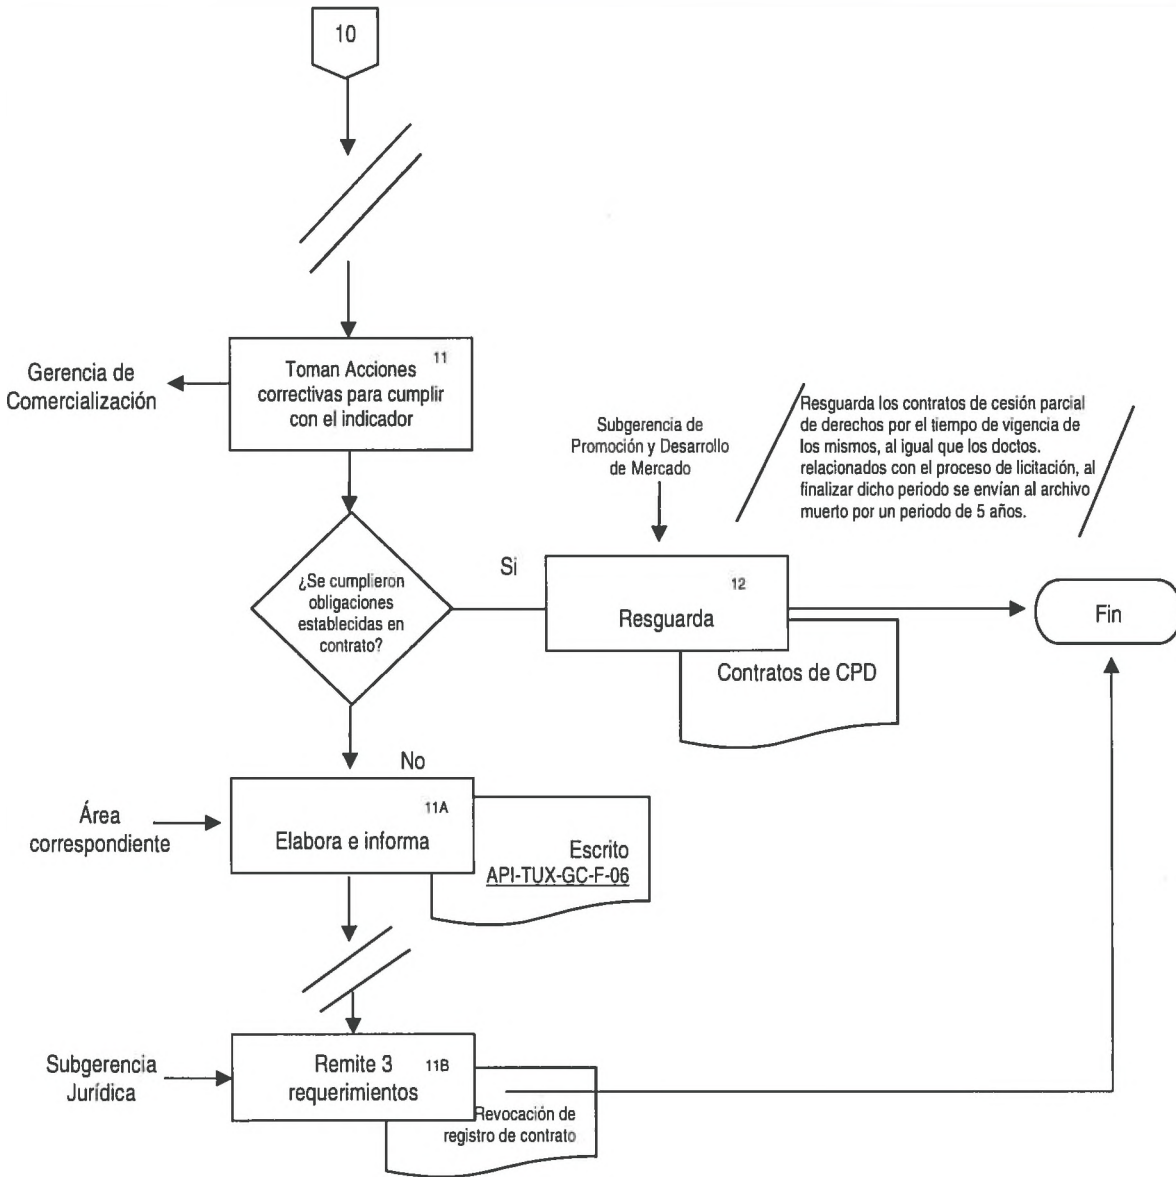 10
11
Toman Acciones
correctivas para cumplir
con el indicador
Gerencia de
Comercialización
Subgerencia de
Promoción y Desarrollo
de Mercado
Resguarda los contratos de cesión parcial
de derechos por el tiempo de vigencia de
los mismos, al igual que los doctos.
relacionados con el proceso de licitación, al
finalizar dicho periodo se envían al archivo
muerto por un periodo de 5 años.
¿Se cumplieron
obligaciones
establecidas en
contrato?
Si
12
Resguarda
Contratos de CPD
Fin
No
Área
correspondiente
11A
Elabora e informa
Escrito
API-TUX-GC-F-06
Subgerencia
Jurídica
Remite 3 11B
requerimientos
Revocación de
registro de contrato